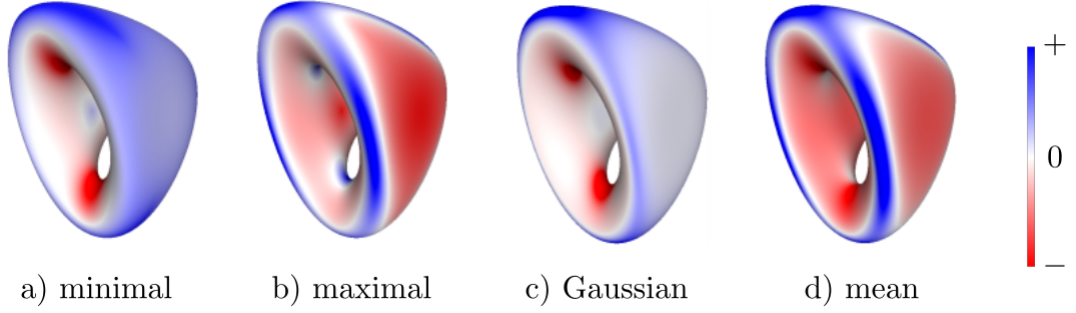 +
0
−
a) minimal
b) maximal
c) Gaussian
d) mean